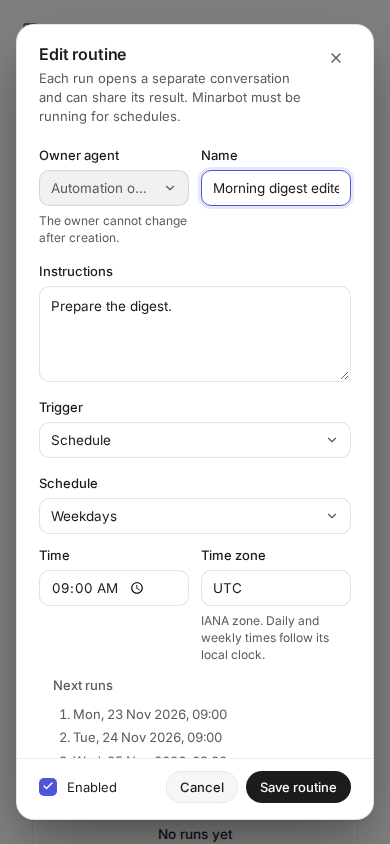 Edit routine
Each run opens a separate conversation
and can share its result. Minarbot must be
running for schedules.
Owner agent
Name
Automation o...
Morning digest edite
The owner cannot change
after creation.
Instructions
Prepare the digest.
Trigger
Schedule
Schedule
Weekdays
Time
Time zone
09:00 AM
UTC
IANA zone. Daily and
weekly times follow its
local clock.
Next runs
1. Mon, 23 Nov 2026, 09:00
2. Tue, 24 Nov 2026, 09:00
Enabled
Cancel
Save routine
No runs yet